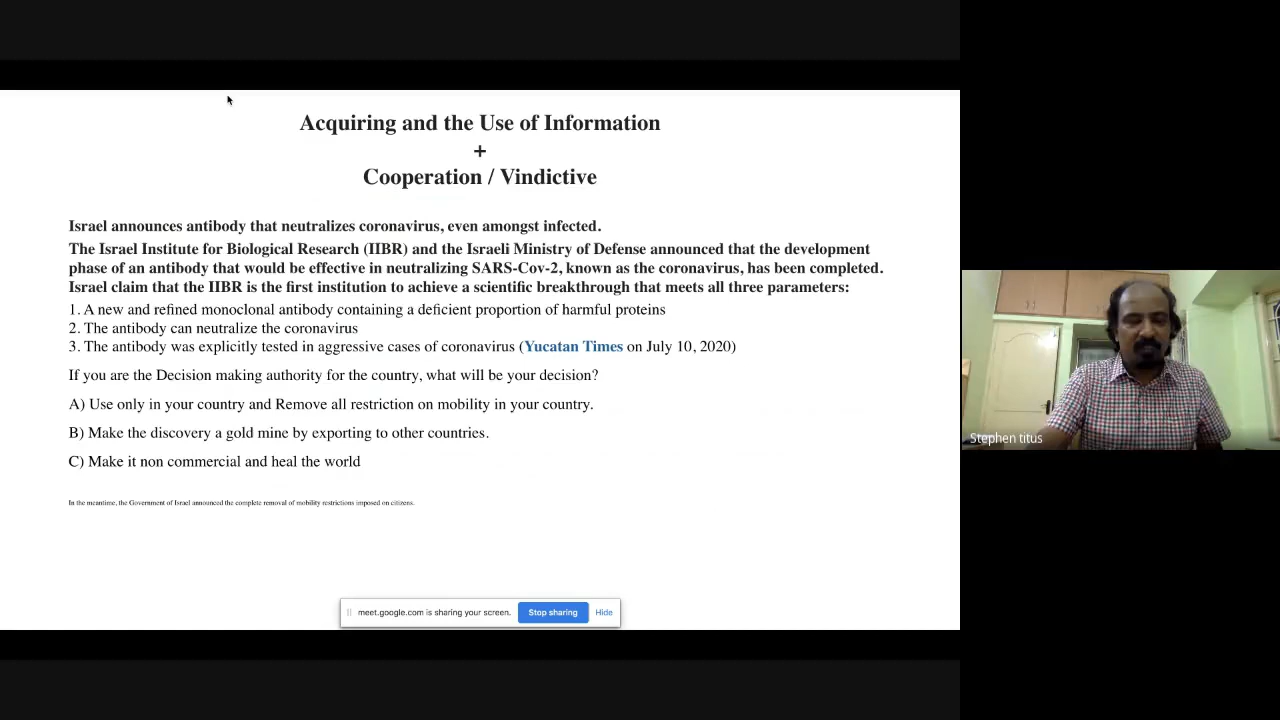 Acquiring and the Use of Information
+
Cooperation / Vindictive
Israel announces antibody that neutralizes coronavirus, even amongst infected.
The Israel Institute for Biological Research (IIBR) and the Israeli Ministry of Defense announced that the development
phase of an antibody that would be effective in neutralizing SARS-Cov-2, known as the coronavirus, has been completed.
Israel claim that the IIBR is the first institution to achieve a scientific breakthrough that meets all three parameters:
1. A new and refined monoclonal antibody containing a deficient proportion of harmful proteins
2. The antibody can neutralize the coronavirus
3. The antibody was explicitly tested in aggressive cases of coronavirus (Yucatan Times on July 10, 2020)
If you are the Decision making authority for the country, what will be your decision?
A) Use only in your country and Remove all restriction on mobility in your country.
B) Make the discovery a gold mine by exporting to other countries.
C) Make it non commercial and heal the world
In the meantime, the Government of Israel announced the complete removal of mobility restrictions imposed on citizens.
meet.google.com is sharing your screen. Stop sharing Hide
Stephen titus